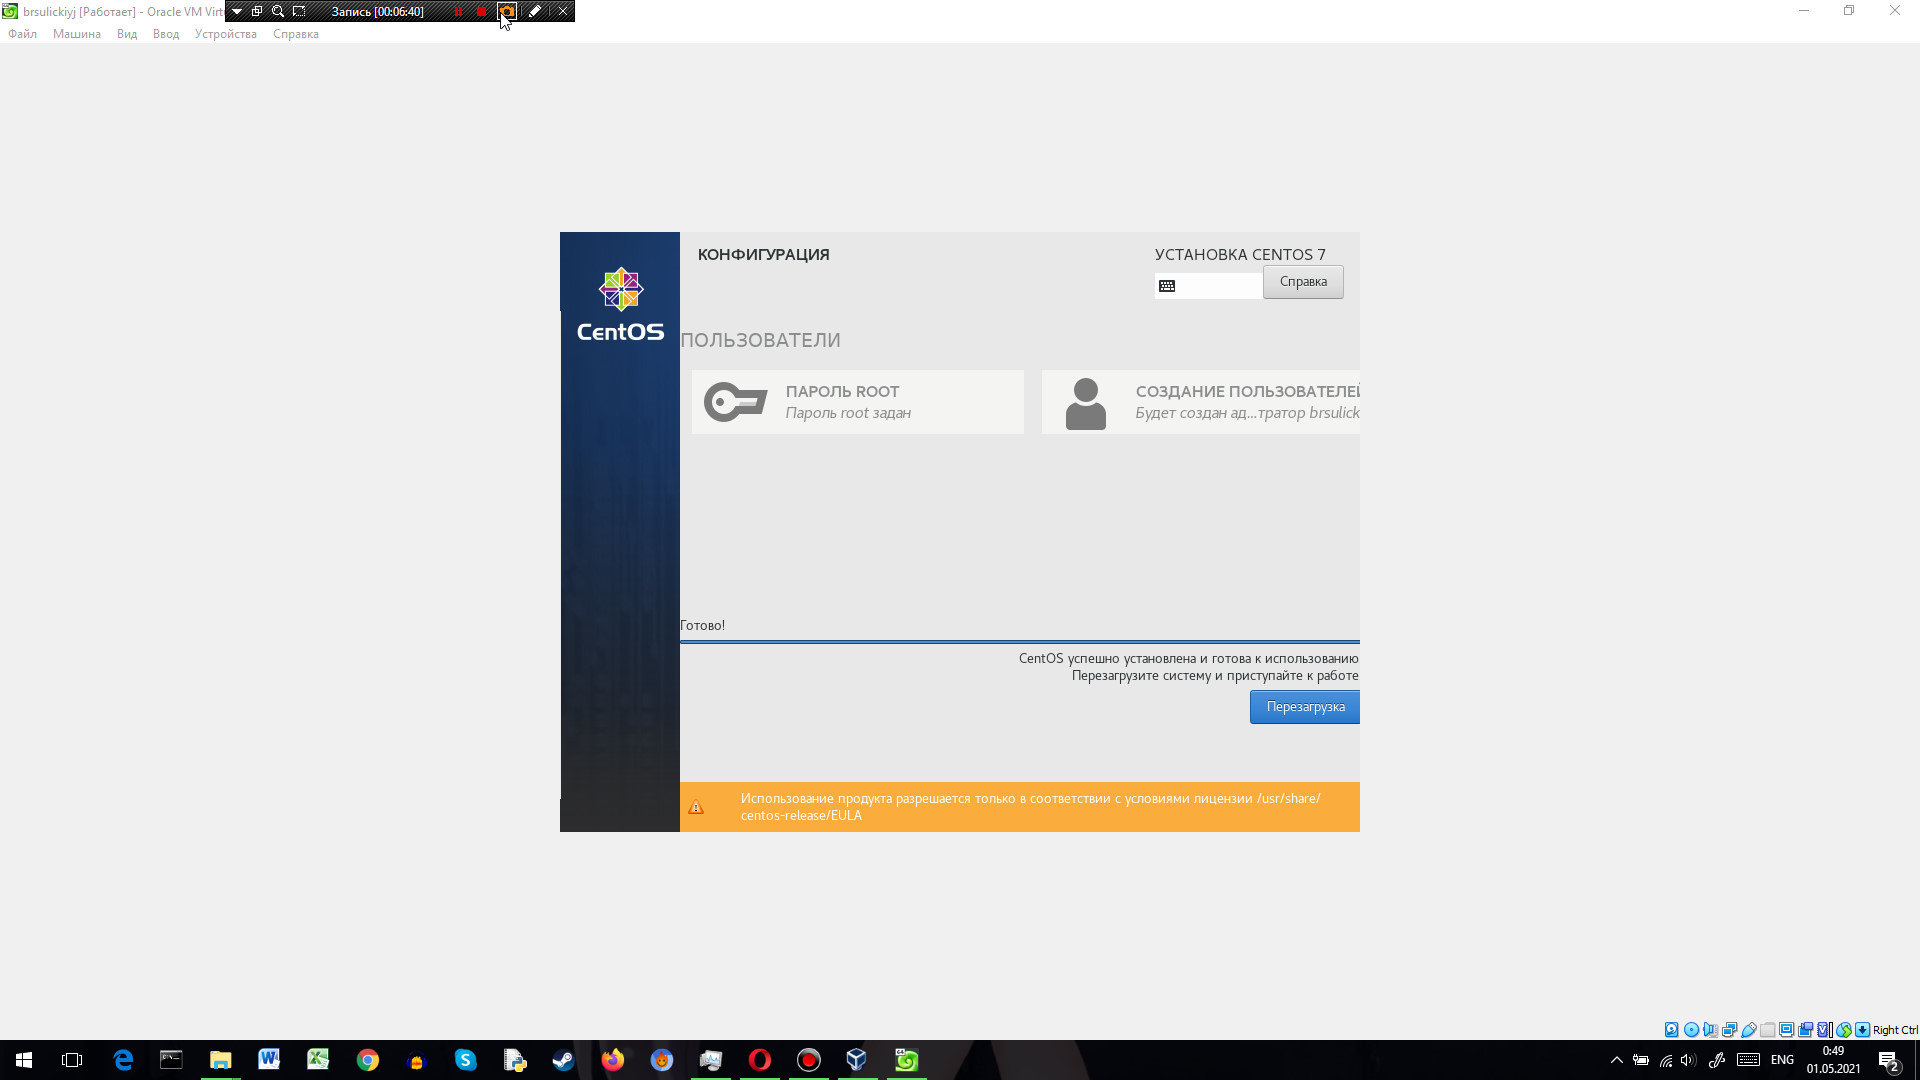 brsulickiyj [Работает] - Oracle VM Virt
Запись [00:06:40]
Файл Машина Вид Ввод Устройства Справка
КОНФИГУРАЦИЯ
УСТАНОВКА CENTOS 7
Справка
CentOS
ПОЛЬЗОВАТЕЛИ
ПАРОЛЬ ROOT
Пароль root задан
СОЗДАНИЕ ПОЛЬЗОВАТЕЛЕЙ
Будет создан ад...тратор brsulick
Готово!
CentOS успешно установлена и готова к использованию
Перезагрузите систему и приступайте к работе
Перезагрузка
Использование продукта разрешается только в соответствии с условиями лицензии /usr/share/
centos-release/EULA
Right Ctrl
ENG
0:49
01.05.2021
2